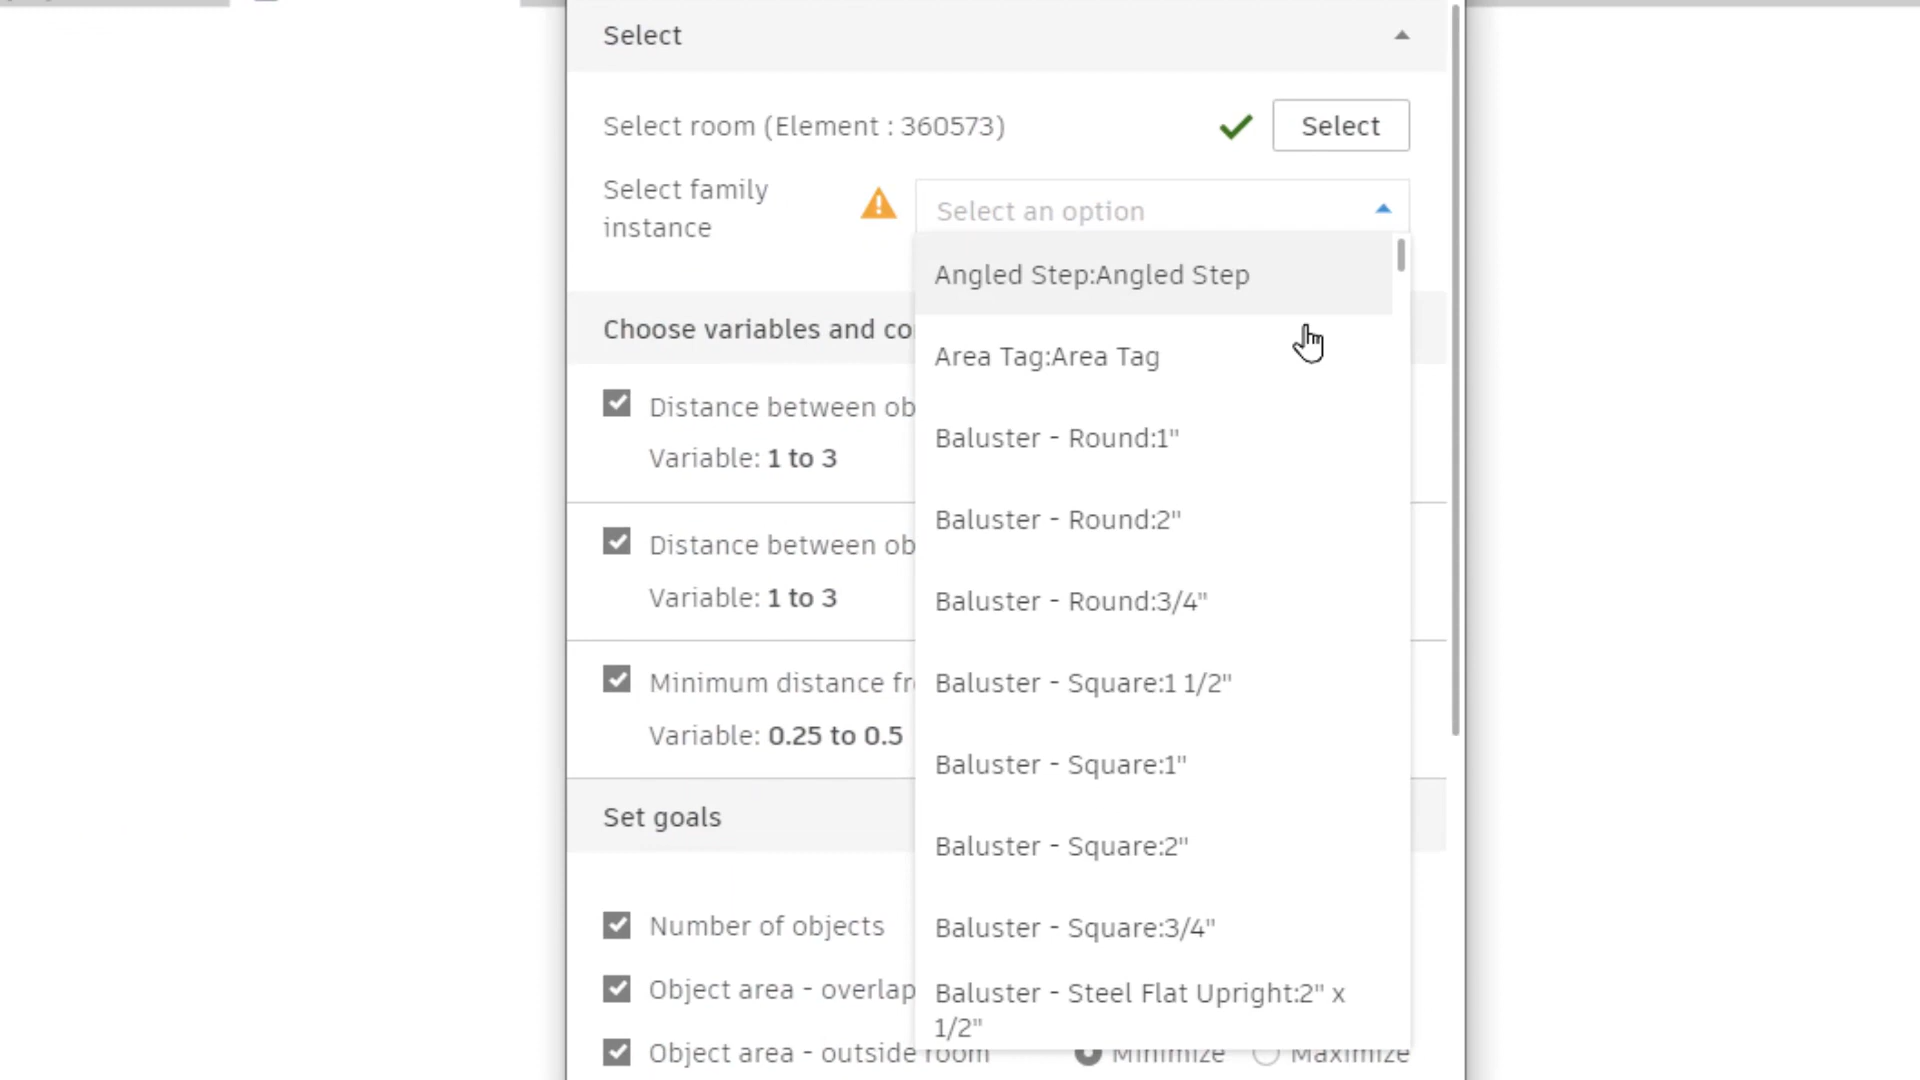 Select
Select room (Element : 360573)
Select
Select family
instance
Select an option
Angled Step:Angled Step
Choose variables and co
Area Tag:Area Tag
Distance between ob
Baluster - Round:1"
Variable: 1 to 3
Baluster - Round:2"
Distance between ob
Variable: 1 to 3
Baluster - Round:3/4"
Minimum distance fr
Baluster - Square:1 1/2"
Variable: 0.25 to 0.5
Baluster - Square:1"
Set goals
Baluster - Square:2"
Number of objects
Baluster - Square:3/4"
Object area - overlap
Baluster - Steel Flat Upright:2" x
1/2"
Object area - outside room
Minimize
Maximize